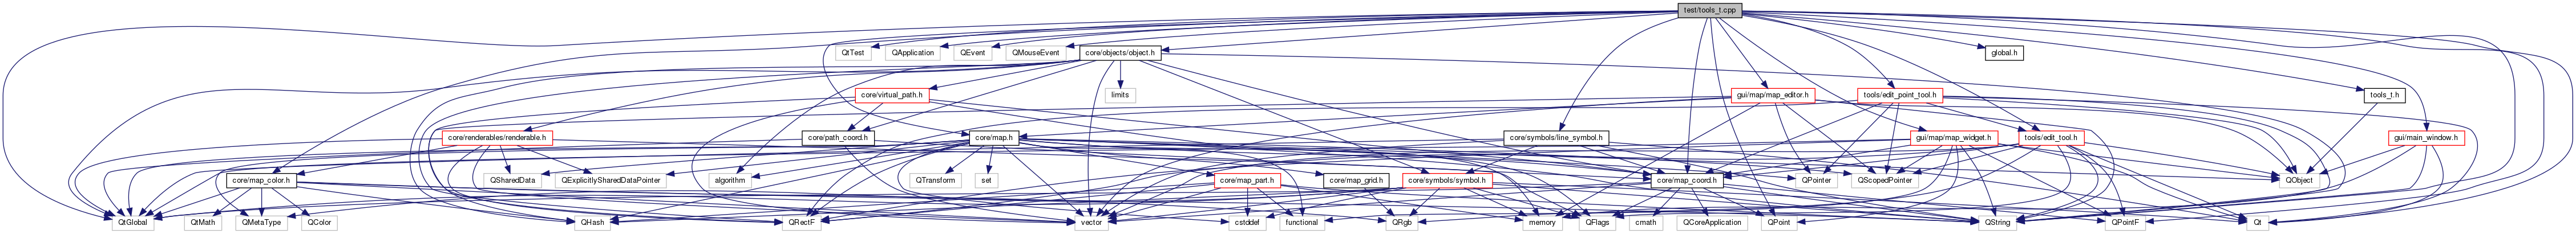 test/tools_t.cpp
QtTest
QApplication
QEvent
QMouseEvent
core/objects/object.h
global.h
core/virtual_path.h
limits
gui/map/map_editor.h
tools/edit_point_tool.h
tools_t.h
core/renderables/renderable.h
core/path_coord.h
core/map.h
core/symbols/line_symbol.h
gui/map/map_widget.h
tools/edit_tool.h
gui/main_window.h
core/map_color.h
QSharedData
QExplicitlySharedDataPointer
algorithm
QTransform
set
core/map_part.h
core/map_grid.h
core/symbols/symbol.h
core/map_coord.h
QPointer
QScopedPointer
QObject
QtGlobal
QtMath
QMetaType
QColor
QHash
QRectF
vector
cstddef
functional
QRgb
memory
QFlags
cmath
QCoreApplication
QPoint
QString
QPointF
Qt